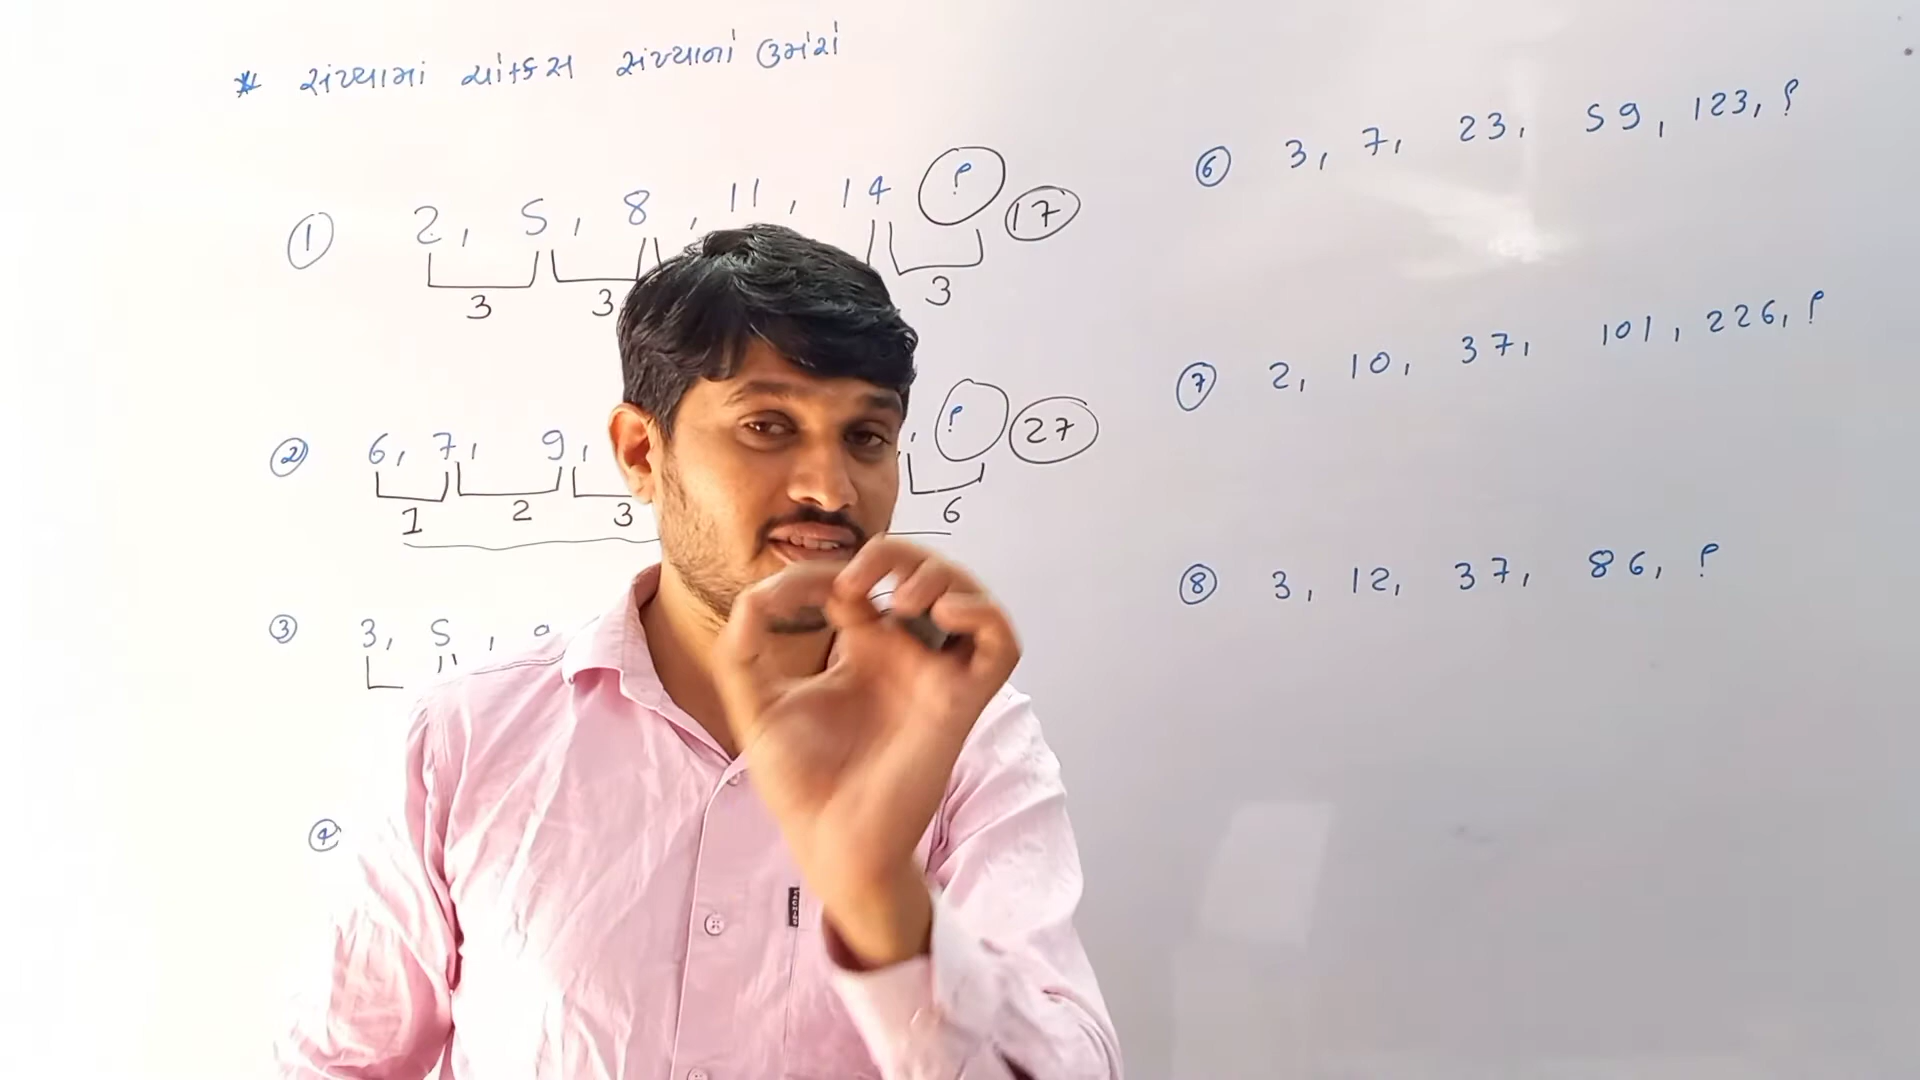 * સંખ્યામાં ચોક્કસ સંખ્યાનો ઉમેરો
① 2, 5, 8, 11, 14 ? 17
3 3 3
② 6, 7, 9, , ? 27
1 2 3 6
③ 3, 5,
④
⑥ 3, 7, 23, 59, 123, ?
⑦ 2, 10, 37, 101, 226, ?
⑧ 3, 12, 37, 86, ?